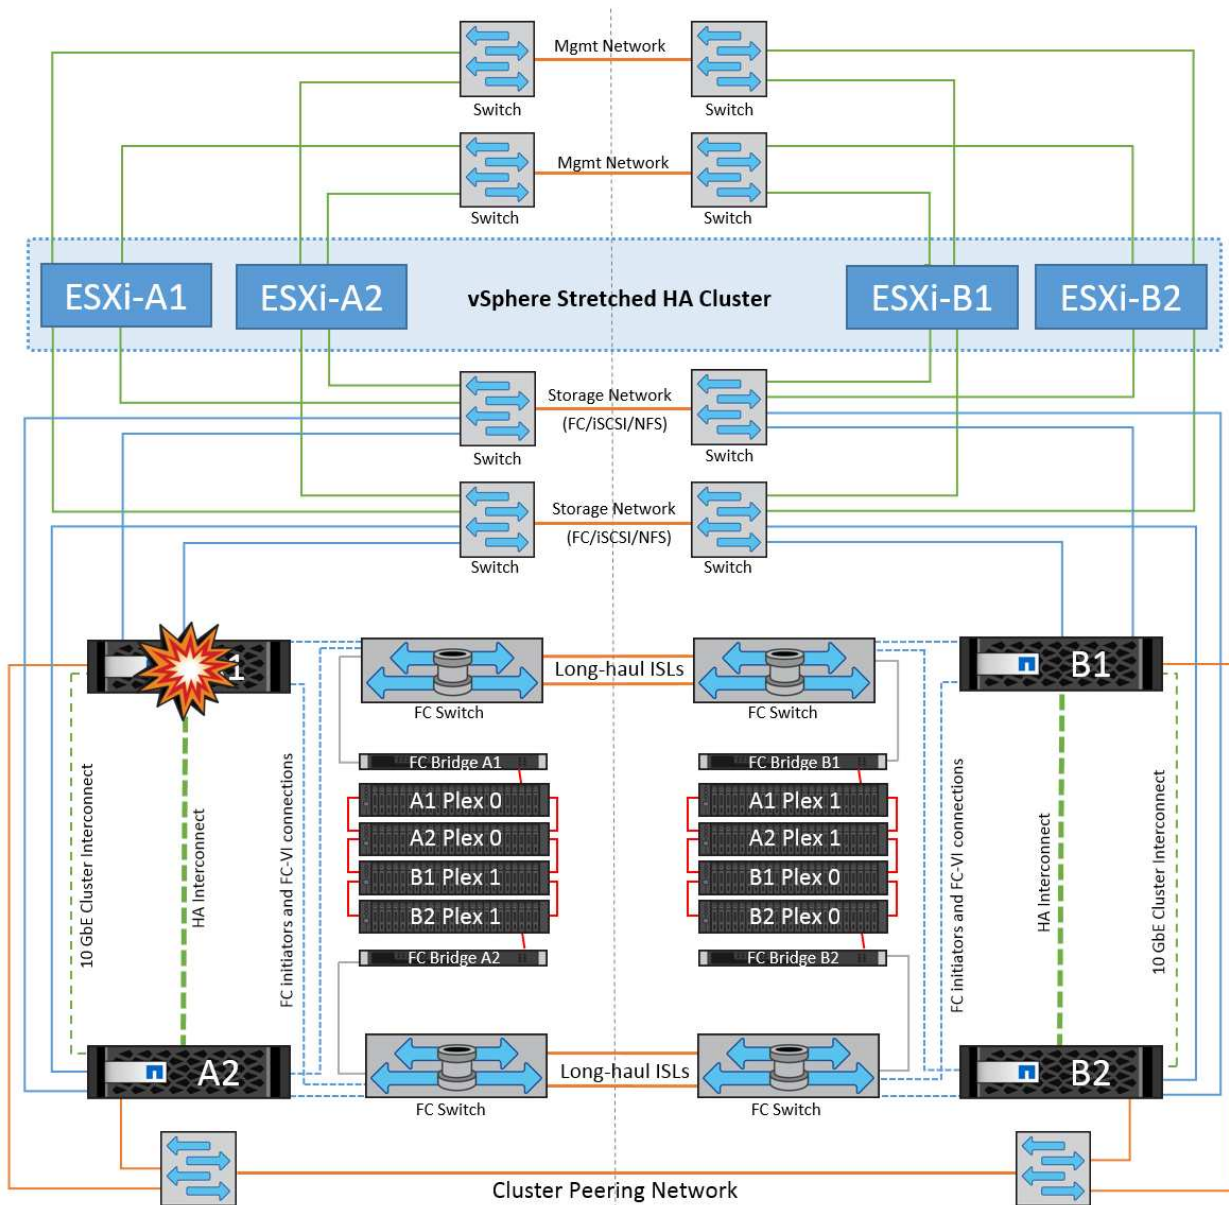 Mgmt Network
Switch
Switch
Mgmt Network
Switch
Switch
ESXi-A1
ESXi-A2
vSphere Stretched HA Cluster
ESXi-B1
ESXi-B2
Storage Network
(FC/iSCSI/NFS)
Switch
Switch
Storage Network
(FC/iSCSI/NFS)
Switch
Switch
1
Long-haul ISLs
B1
FC Switch
FC Switch
FC Bridge A1
FC Bridge B1
A1 Plex 0
A1 Plex 1
A2 Plex 0
A2 Plex 1
B1 Plex 1
B1 Plex 0
B2 Plex 1
B2 Plex 0
FC Bridge A2
FC Bridge B2
10 GbE Cluster Interconnect
HA Interconnect
FC initiators and FC-VI connections
FC initiators and FC-VI connections
HA Interconnect
10 GbE Cluster Interconnect
A2
Long-haul ISLs
B2
FC Switch
FC Switch
Cluster Peering Network